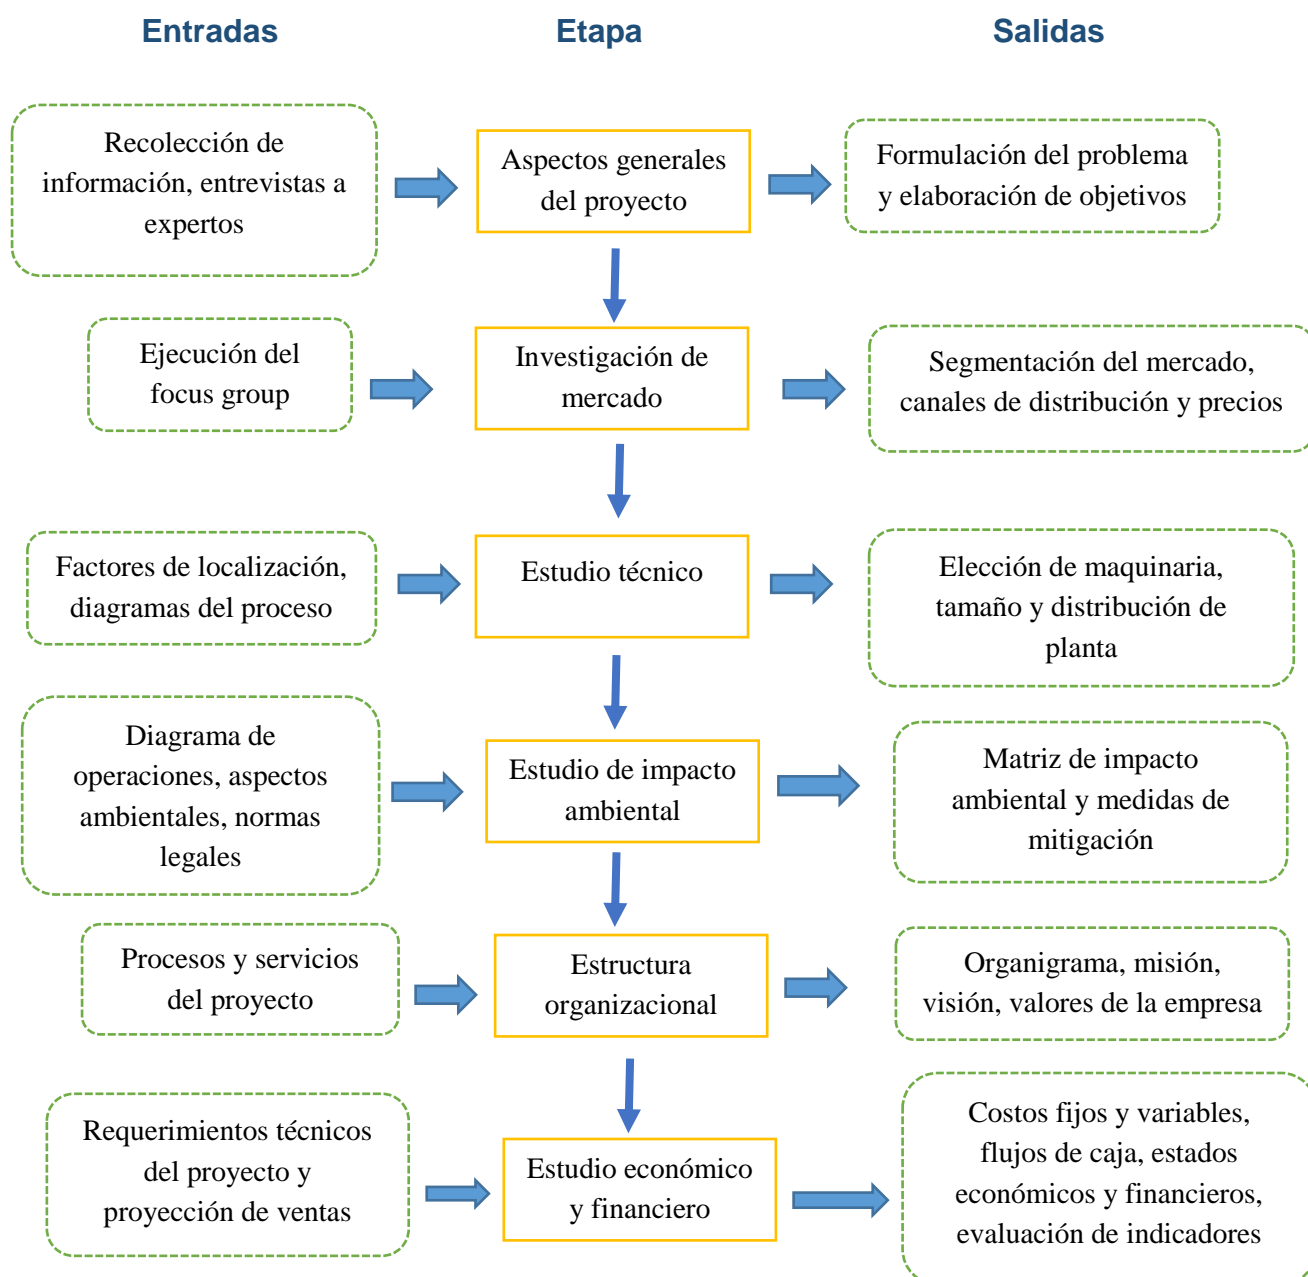 Entradas
Etapa
Salidas
Recolección de
información, entrevistas a
expertos
Aspectos generales
del proyecto
Formulación del problema
y elaboración de objetivos
Ejecución del
focus group
Investigación de
mercado
Segmentación del mercado,
canales de distribución y precios
Factores de localización,
diagramas del proceso
Estudio técnico
Elección de maquinaria,
tamaño y distribución de
planta
Diagrama de
operaciones, aspectos
ambientales, normas
legales
Estudio de impacto
ambiental
Matriz de impacto
ambiental y medidas de
mitigación
Procesos y servicios
del proyecto
Estructura
organizacional
Organigrama, misión,
visión, valores de la empresa
Requerimientos técnicos
del proyecto y
proyección de ventas
Estudio económico
y financiero
Costos fijos y variables,
flujos de caja, estados
económicos y financieros,
evaluación de indicadores